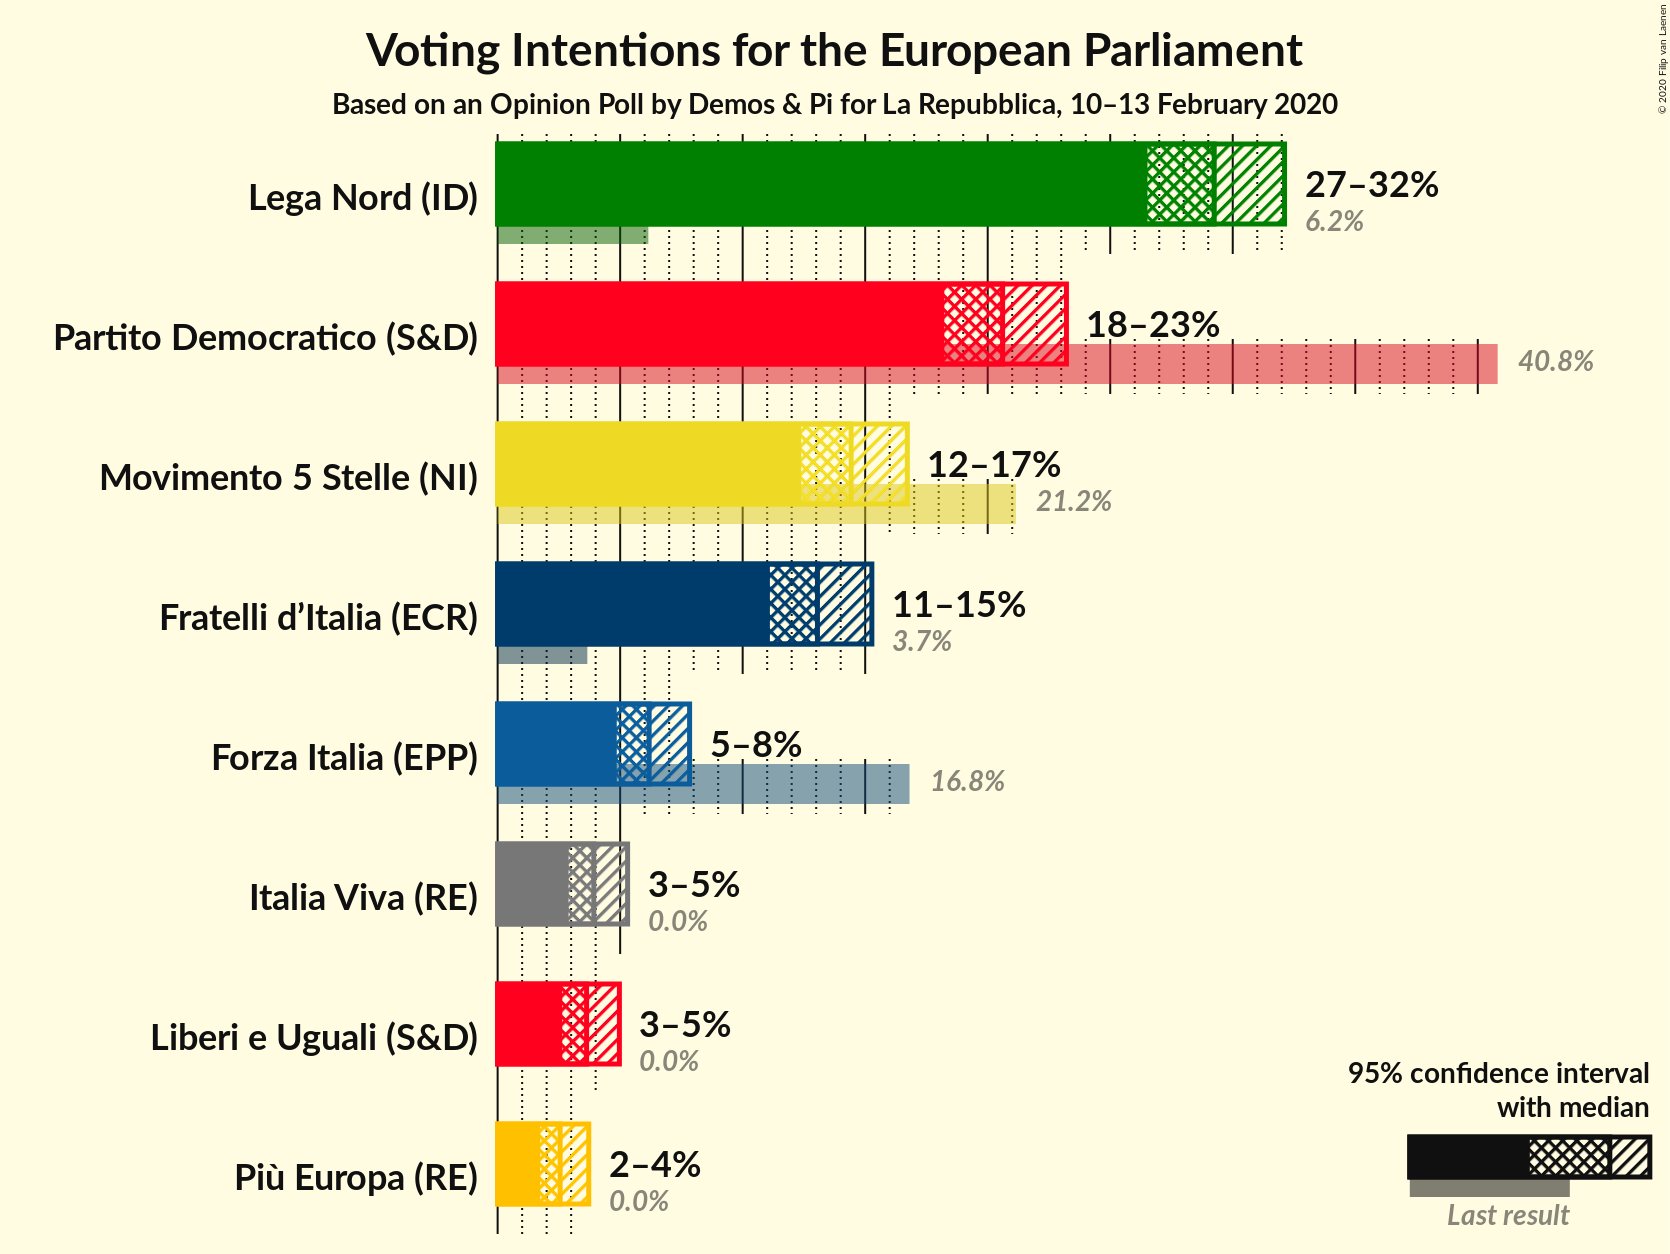 Voting Intentions for the European Parliament
Based on an Opinion Poll by Demos & Pi for La Repubblica, 10–13 February 2020
© 2020 Filip van Laenen
Lega Nord (ID)
27–32%
6.2%
Partito Democratico (S&D)
18–23%
40.8%
Movimento 5 Stelle (NI)
12–17%
21.2%
Fratelli d’Italia (ECR)
11–15%
3.7%
Forza Italia (EPP)
5–8%
16.8%
Italia Viva (RE)
3–5%
0.0%
Liberi e Uguali (S&D)
3–5%
0.0%
Più Europa (RE)
2–4%
0.0%
95% confidence interval
with median
Last result